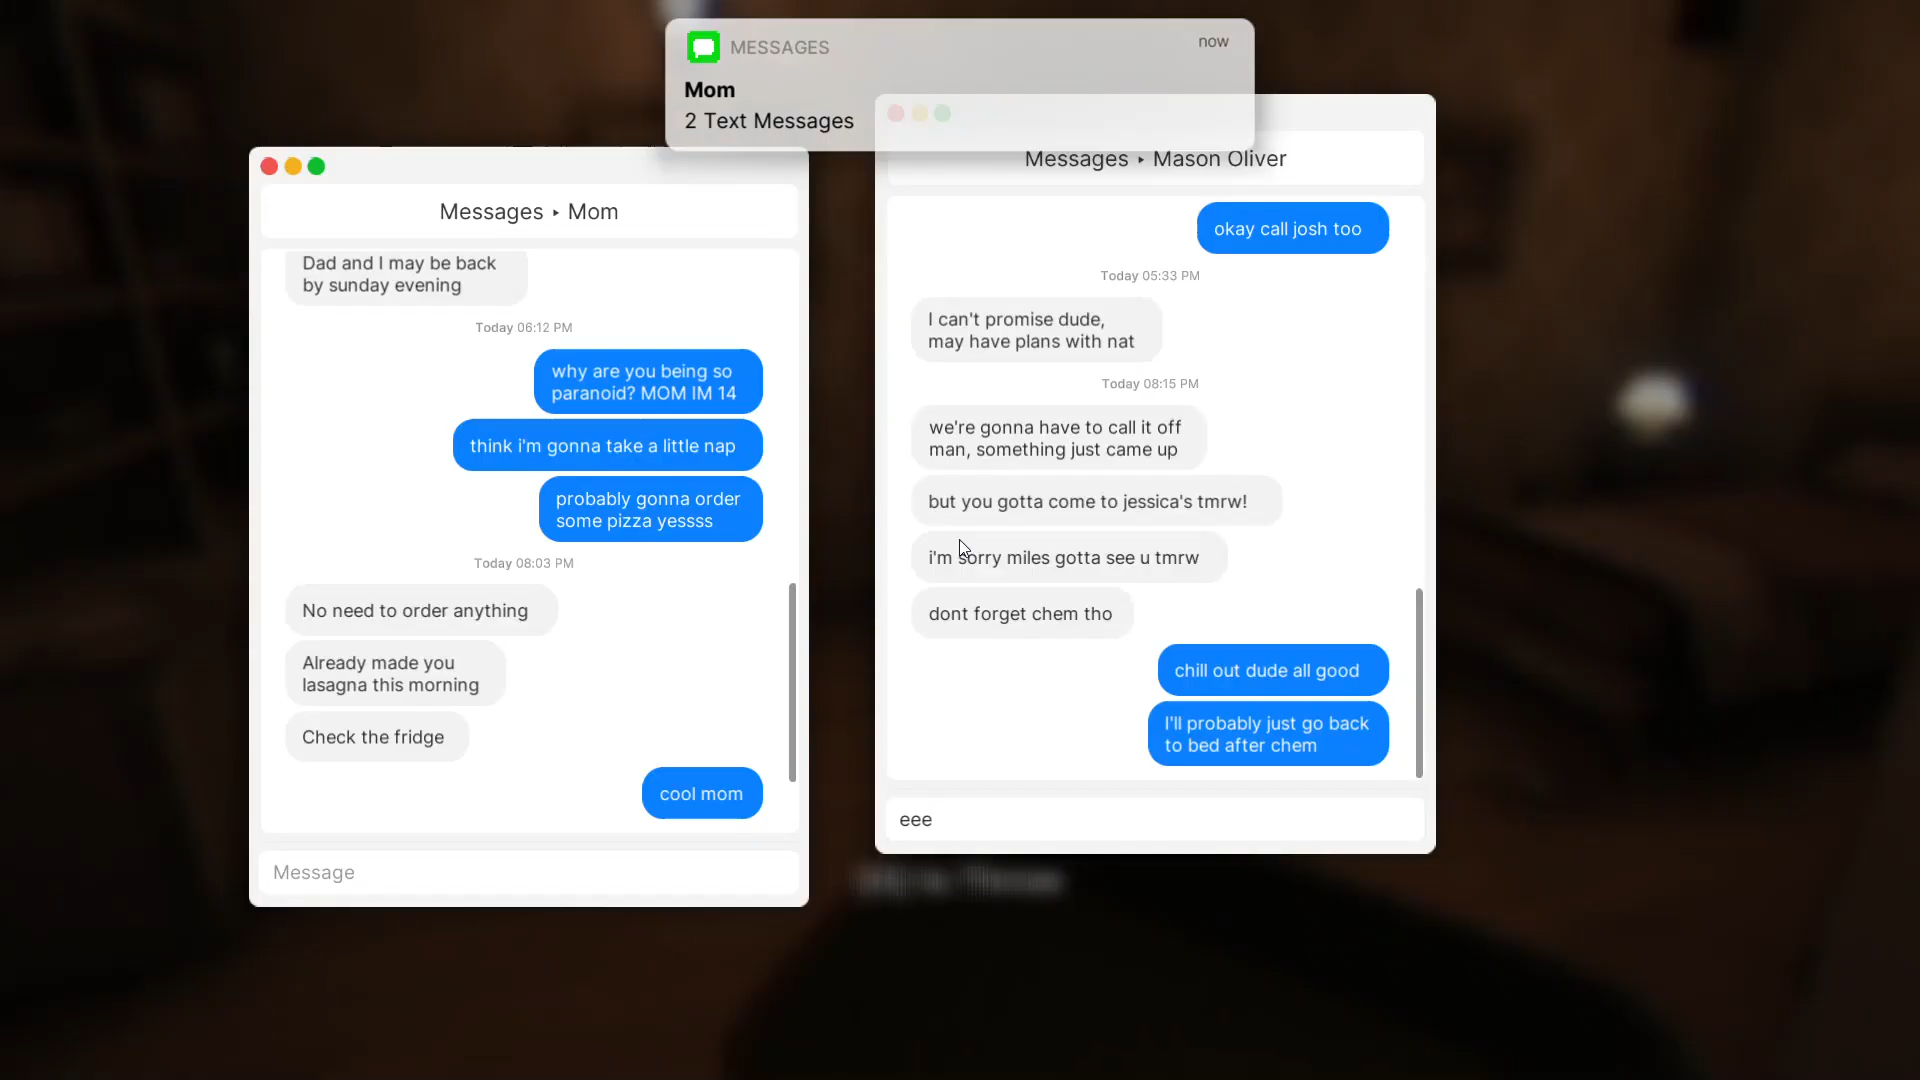 MESSAGES
now
Mom
2 Text Messages
Messages ‣ Mom
Dad and I may be back
by sunday evening
Today 06:12 PM
why are you being so
paranoid? MOM IM 14
think i'm gonna take a little nap
probably gonna order
some pizza yessss
Today 08:03 PM
No need to order anything
Already made you
lasagna this morning
Check the fridge
cool mom
Message
Messages ‣ Mason Oliver
okay call josh too
Today 05:33 PM
I can't promise dude,
may have plans with nat
Today 08:15 PM
we're gonna have to call it off
man, something just came up
but you gotta come to jessica's tmrw!
i'm sorry miles gotta see u tmrw
dont forget chem tho
chill out dude all good
I'll probably just go back
to bed after chem
eee